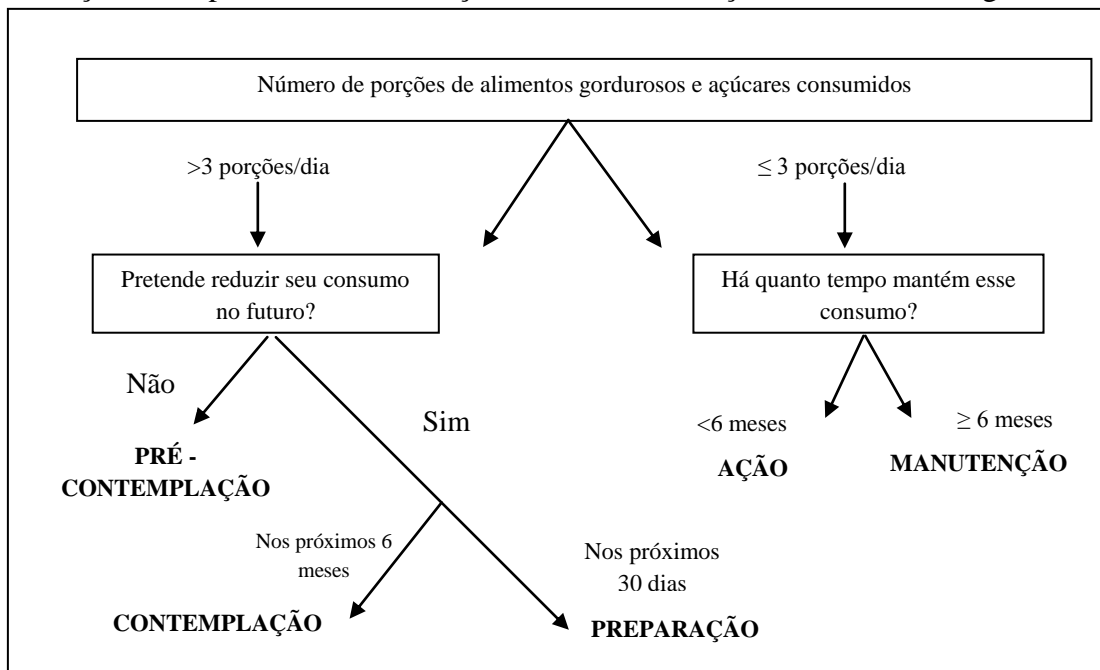 Número de porções de alimentos gordurosos e açúcares consumidos
>3 porções/dia
≤ 3 porções/dia
Pretende reduzir seu consumo
no futuro?
Há quanto tempo mantém esse
consumo?
Não
Sim
<6 meses
≥ 6 meses
PRÉ -
CONTEMPLAÇÃO
AÇÃO
MANUTENÇÃO
Nos próximos 6
meses
Nos próximos
30 dias
CONTEMPLAÇÃO
PREPARAÇÃO